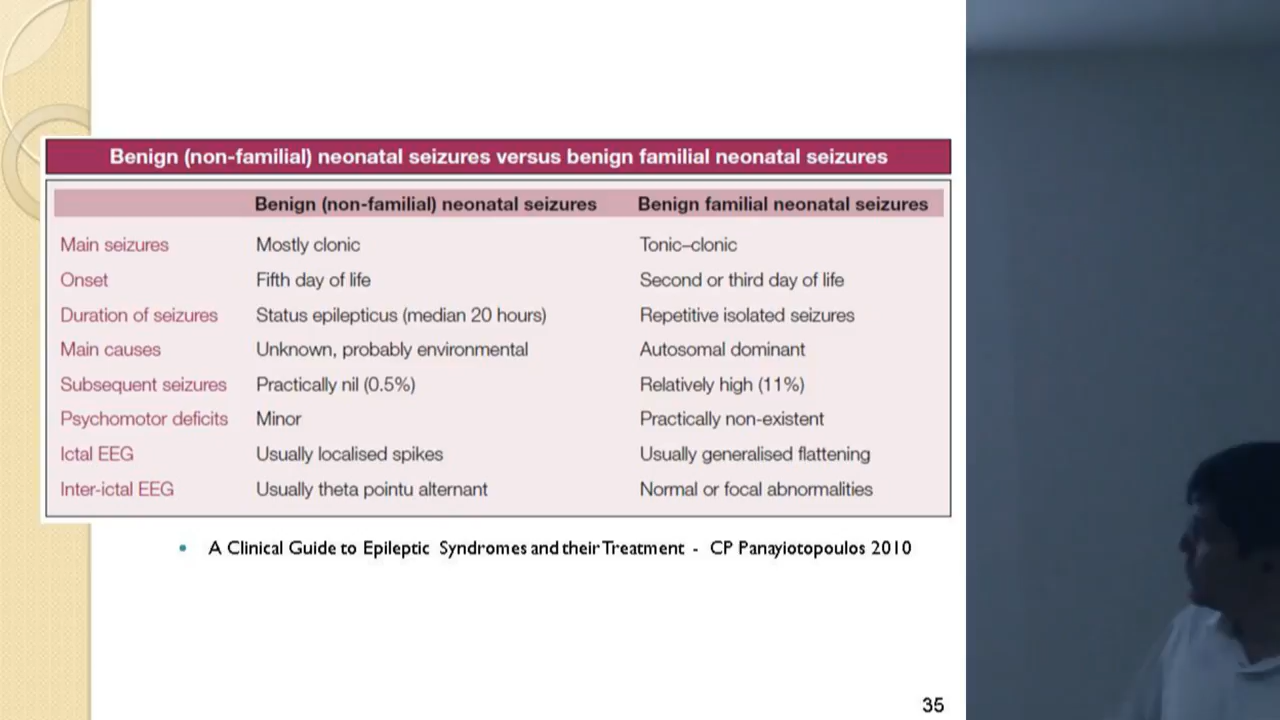 Benign (non-familial) neonatal seizures versus benign familial neonatal seizures
Benign (non-familial) neonatal seizures Benign familial neonatal seizures
Main seizures Mostly clonic Tonic–clonic
Onset Fifth day of life Second or third day of life
Duration of seizures Status epilepticus (median 20 hours) Repetitive isolated seizures
Main causes Unknown, probably environmental Autosomal dominant
Subsequent seizures Practically nil (0.5%) Relatively high (11%)
Psychomotor deficits Minor Practically non-existent
Ictal EEG Usually localised spikes Usually generalised flattening
Inter-ictal EEG Usually theta pointu alternant Normal or focal abnormalities
• A Clinical Guide to Epileptic Syndromes and their Treatment - CP Panayiotopoulos 2010
35